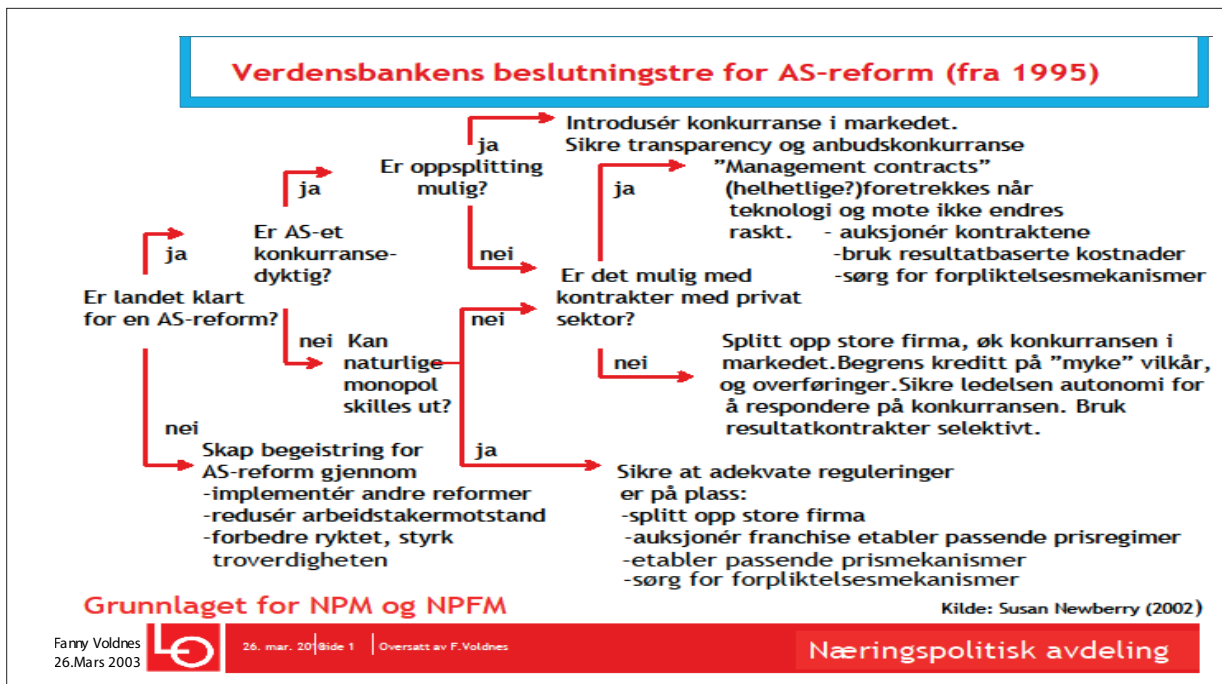 Verdensbankens beslutningstre for AS-reform (fra 1995)
Introdusér konkurranse i markedet.
Sikre transparency og anbudskonkurranse
ja
Er oppsplitting
mulig?
nei
ja
Er AS-et
konkurranse-
dyktig?
ja
Er landet klart
for en AS-reform?
nei
Kan
naturlige
monopol
skilles ut?
nei
ja
ja
"Management contracts"
(helhetlige?)foretrekkes når
teknologi og mote ikke endres
raskt. - auksjonér kontraktene
-bruk resultatbaserte kostnader
-sørg for forpliktelsesmekanismer
Er det mulig med
kontrakter med privat
sektor?
nei
Splitt opp store firma, øk konkurransen i
markedet.Begrens kreditt på "myke" vilkår,
og overføringer.Sikre ledelsen autonomi for
å respondere på konkurransen. Bruk
resultatkontrakter selektivt.
nei
Skap begeistring for
AS-reform gjennom
-implementér andre reformer
-redusér arbeidstakermotstand
-forbedre ryktet, styrk
troverdigheten
Sikre at adekvate reguleringer
er på plass:
-splitt opp store firma
-auksjonér franchise etabler passende prisregimer
-etabler passende prismekanismer
-sørg for forpliktelsesmekanismer
Grunnlaget for NPM og NPFM
Kilde: Susan Newberry (2002)
Fanny Voldnes
26.Mars 2003
LO
26. mar. 201
Side 1
Oversatt av F.Voldnes
Næringspolitisk avdeling